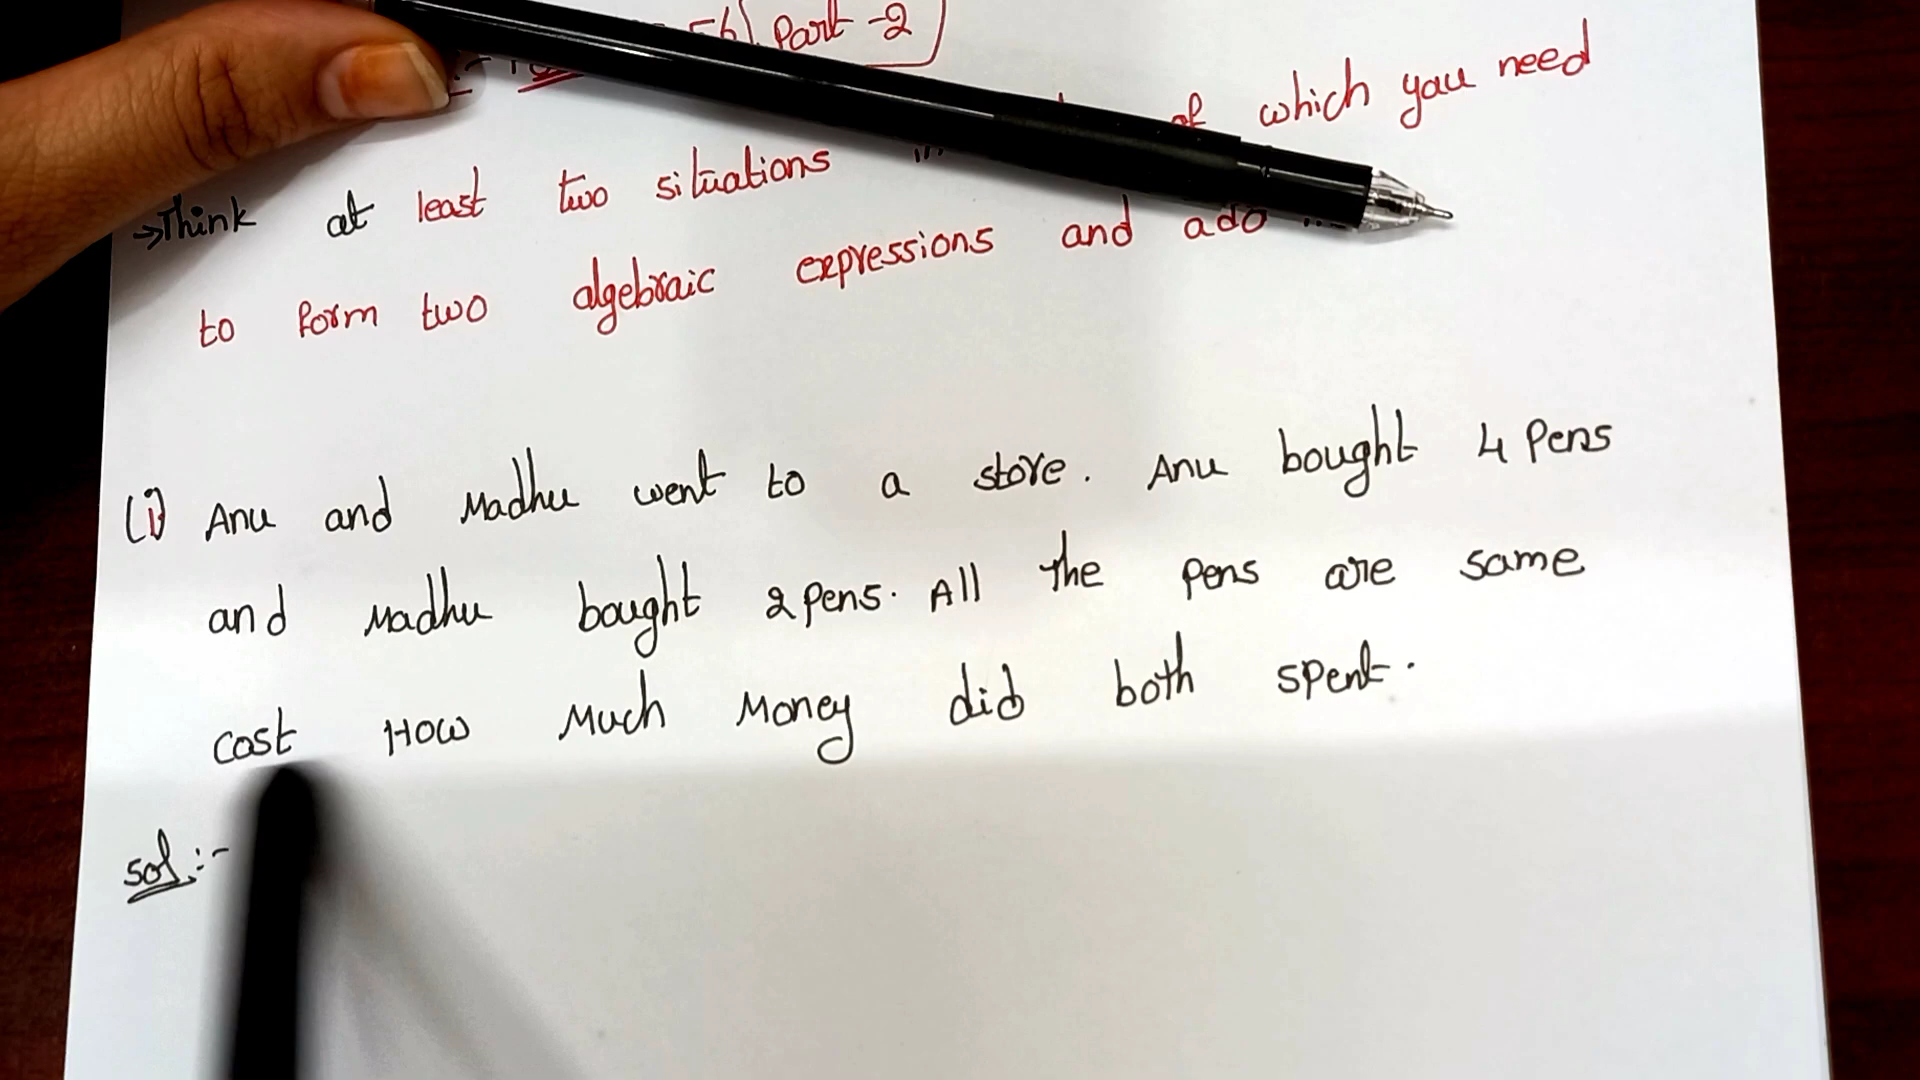 Part -2
of which you need
→Think at least two situations
to form two algebraic expressions and add
(i) Anu and Madhu went to a store. Anu bought 4 Pens
and Madhu bought 2 pens. All the pens are same
cost How Much Money did both spent.
Sol:-